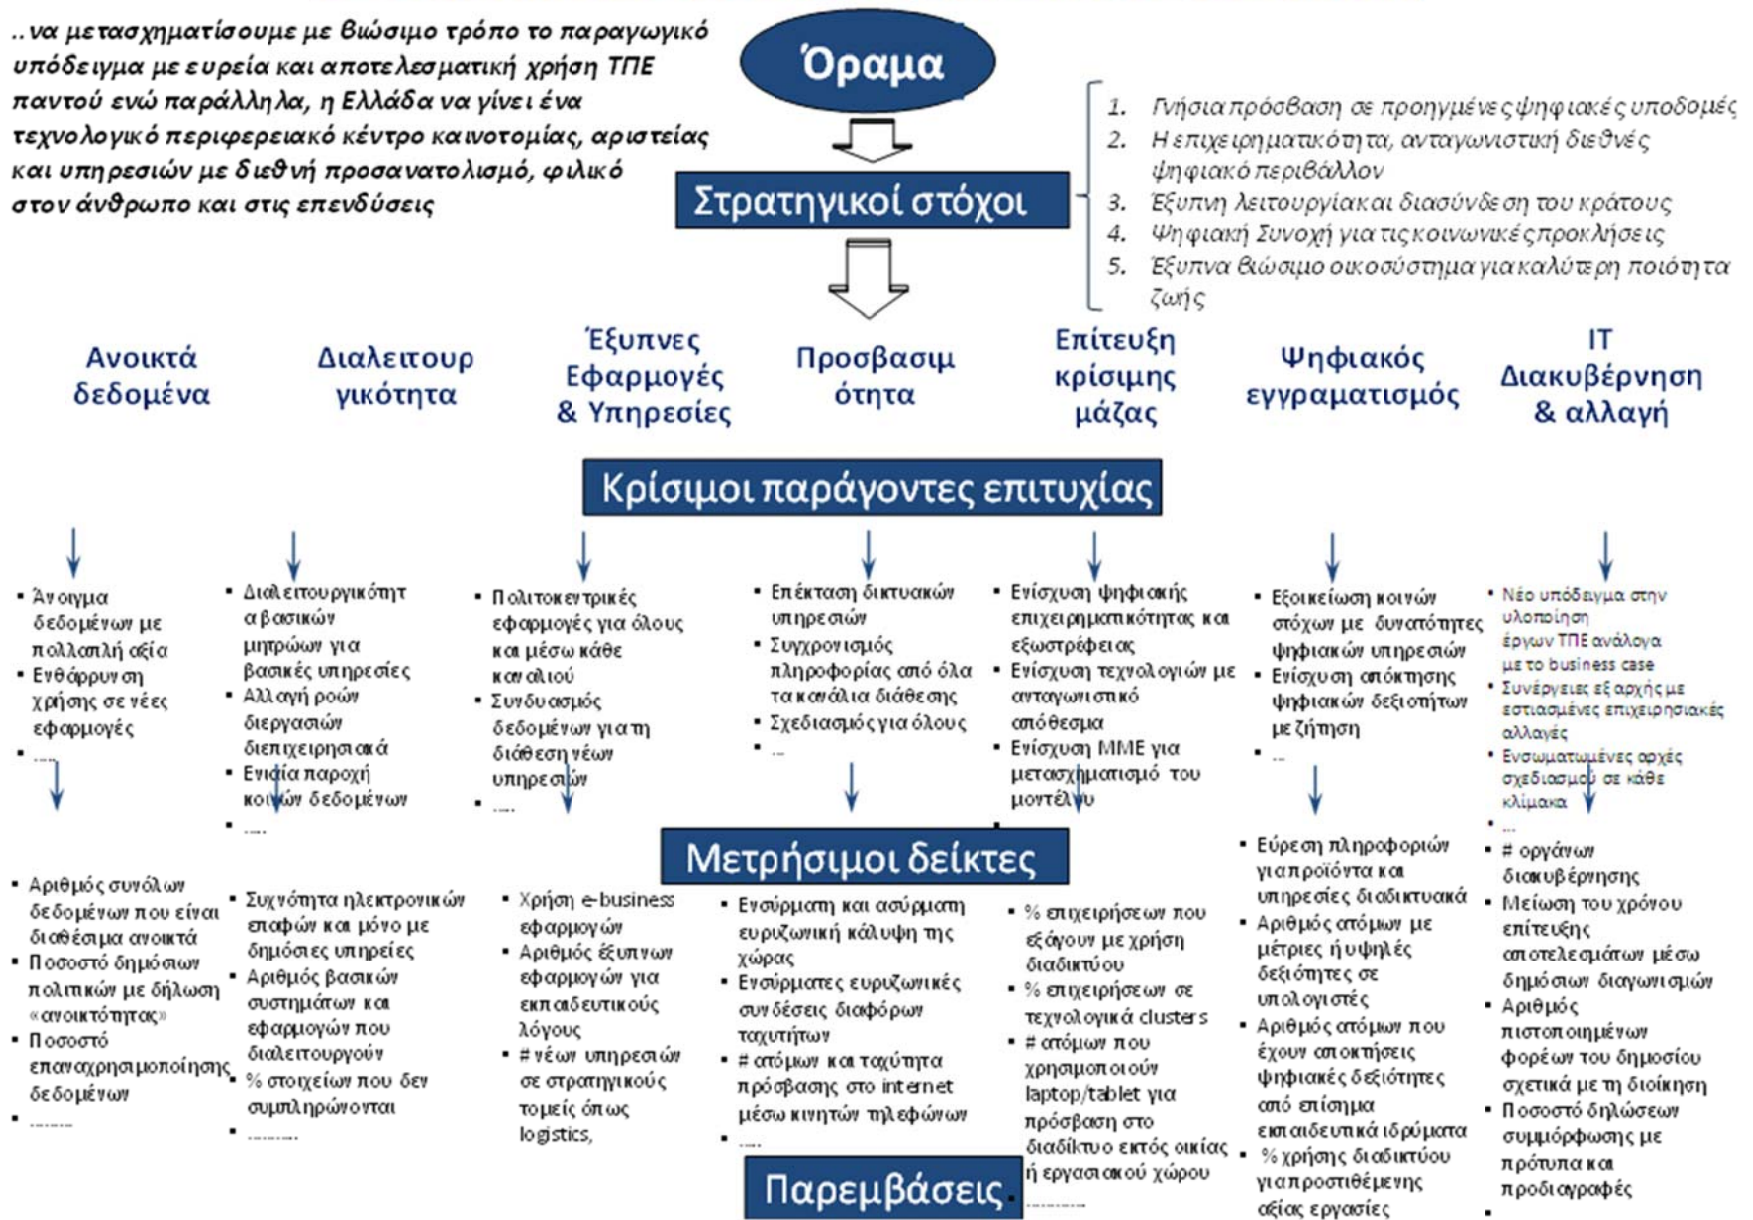 ..να μετασχηματίσουμε με βιώσιμο τρόπο το παραγωγικό
υπόδειγμα με ευρεία και αποτελεσματική χρήση ΤΠΕ
παντού ενώ παράλληλα, η Ελλάδα να γίνει ένα
τεχνολογικό περιφερειακό κέντρο καινοτομίας, αριστείας
και υπηρεσιών με διεθνή προσανατολισμό, φιλικό
στον άνθρωπο και στις επενδύσεις
Όραμα
Στρατηγικοί στόχοι
1. Γνήσια πρόσβαση σε προηγμένες ψηφιακές υποδομές
2. Η επιχειρηματικότητα, ανταγωνιστική διεθνές
ψηφιακό περιβάλλον
3. Έξυπνη λειτουργία και διασύνδεση του κράτους
4. Ψηφιακή Συνοχή για τις κοινωνικές προκλήσεις
5. Έξυπνα βιώσιμο οικοσύστημα για καλύτερη ποιότητα
ζωής
Ανοικτά
δεδομένα
Διαλειτουρ
γικότητα
Έξυπνες
Εφαρμογές
& Υπηρεσίες
Προσβασιμ
ότητα
Επίτευξη
κρίσιμης
μάζας
Ψηφιακός
εγγραματισμός
ΙΤ
Διακυβέρνηση
& αλλαγή
Κρίσιμοι παράγοντες επιτυχίας
▪ Άνοιγμα
δεδομένων με
πολλαπλή αξία
▪ Ενθάρρυνση
χρήσης σε νέες
εφαρμογές
▪ .....
▪ Διαλειτουργικότητ
α βασικών
μητρώων για
βασικές υπηρεσίες
▪ Αλλαγή ροών
διεργασιών
διεπιχειρησιακά
▪ Ενιαία παροχή
κοινών δεδομένων
▪ .....
▪ Πολιτοκεντρικές
εφαρμογές για όλους
και μέσω κάθε
καναλιού
▪ Συνδυασμός
δεδομένων για τη
διάθεση νέων
υπηρεσιών
▪ .....
▪ Επέκταση δικτυακών
υπηρεσιών
▪ Συγχρονισμός
πληροφορίας από όλα
τα κανάλια διάθεσης
▪ Σχεδιασμός για όλους
▪ ...
▪ Ενίσχυση ψηφιακής
επιχειρηματικότητας και
εξωστρέφειας
▪ Ενίσχυση τεχνολογιών με
ανταγωνιστικό
απόθεσμα
▪ Ενίσχυση ΜΜΕ για
μετασχηματισμό του
μοντέλου
▪ Εξοικείωση κοινών
στόχων με δυνατότητες
ψηφιακών υπηρεσιών
▪ Ενίσχυση απόκτησης
ψηφιακών δεξιοτήτων
με ζήτηση
▪ ...
▪ Νέο υπόδειγμα στην
υλοποίηση
έργων ΤΠΕ ανάλογα
με το business case
▪ Συνέργειες εξ αρχής με
εστιασμένες επιχειρησιακές
αλλαγές
▪ Ενσωματωμένες αρχές
σχεδιασμού σε κάθε
κλίμακα
▪ ...
Μετρήσιμοι δείκτες
▪ Αριθμός συνόλων
δεδομένων που είναι
διαθέσιμα ανοικτά
▪ Ποσοστό δημόσιων
πολιτικών με δήλωση
«ανοικτότητας»
▪ Ποσοστό
επαναχρησιμοποίησης
δεδομένων
▪ .........
▪ Συχνότητα ηλεκτρονικών
επαφών και μόνο με
δημόσιες υπηρείες
▪ Αριθμός βασικών
συστημάτων και
εφαρμογών που
διαλειτουργούν
▪ % στοιχείων που δεν
συμπληρώνονται
▪ ...........
▪ Χρήση e-business
εφαρμογών
▪ Αριθμός έξυπνων
εφαρμογών για
εκπαιδευτικούς
λόγους
▪ # νέων υπηρεσιών
σε στρατηγικούς
τομείς όπως
logistics,
▪ Ενσύρματη και ασύρματη
ευρυζωνική κάλυψη της
χώρας
▪ Ενσύρματες ευρυζωνικές
συνδέσεις διαφόρων
ταχυτήτων
▪ # ατόμων και ταχύτητα
πρόσβασης στο internet
μέσω κινητών τηλεφώνων
▪ ....
▪ % επιχειρήσεων που
εξάγουν με χρήση
διαδικτύου
▪ % επιχειρήσεων σε
τεχνολογικά clusters
▪ # ατόμων που
χρησιμοποιούν
laptop/tablet για
πρόσβαση στο
διαδίκτυο εκτός οικίας
ή εργασιακού χώρου
▪ ............
▪ Εύρεση πληροφοριών
για προϊόντα και
υπηρεσίες διαδικτυακά
▪ Αριθμός ατόμων με
μέτριες ή υψηλές
δεξιότητες σε
υπολογιστές
▪ Αριθμός ατόμων που
έχουν αποκτήσεις
ψηφιακές δεξιότητες
από επίσημα
εκπαιδευτικά ιδρύματα
▪ % χρήσης διαδικτύου
για προστιθέμενης
αξίας εργασίες
▪ # οργάνων
διακυβέρνησης
▪ Μείωση του χρόνου
επίτευξης
αποτελεσμάτων μέσω
δημόσιων διαγωνισμών
▪ Αριθμός
πιστοποιημένων
φορέων του δημοσίου
σχετικά με τη διοίκηση
▪ Ποσοστό δηλώσεων
συμμόρφωσης με
πρότυπα και
προδιαγραφές
Παρεμβάσεις